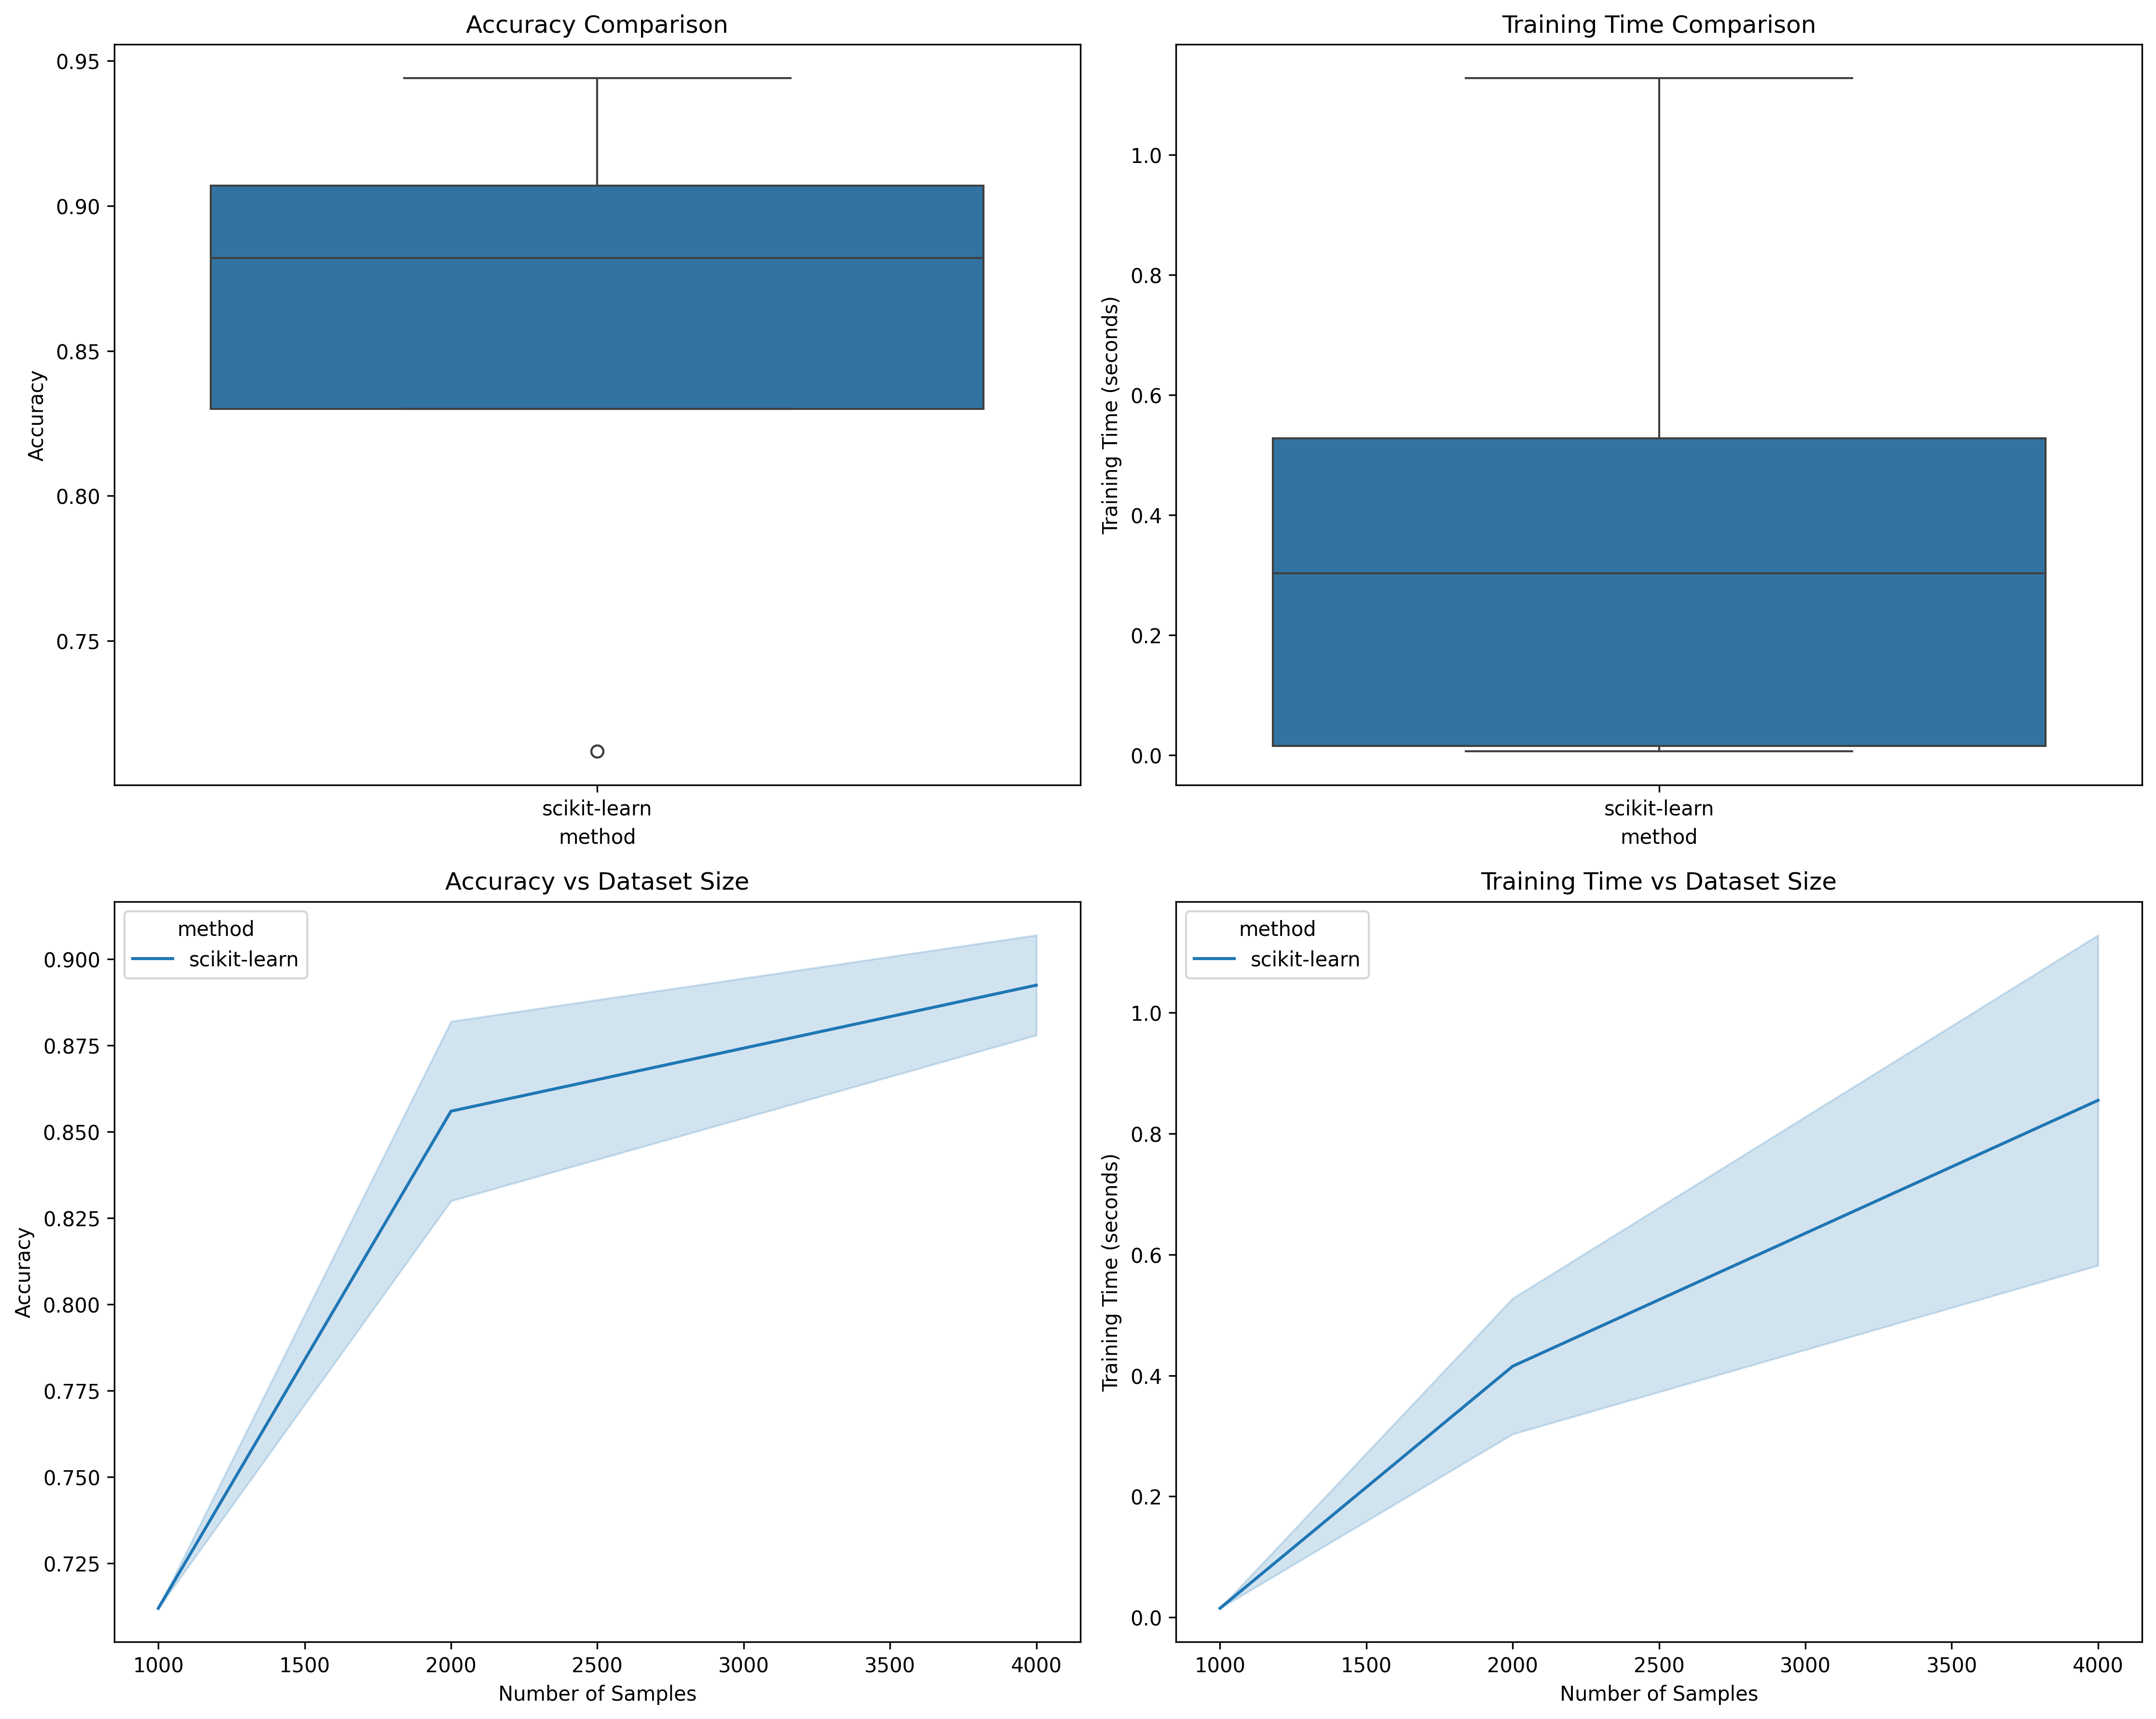 Accuracy Comparison
0.95
0.90
0.85
0.80
0.75
Accuracy
scikit-learn
method
Training Time Comparison
1.0
0.8
0.6
0.4
0.2
0.0
Training Time (seconds)
scikit-learn
method
Accuracy vs Dataset Size
method
scikit-learn
0.900
0.875
0.850
0.825
0.800
0.775
0.750
0.725
Accuracy
1000 1500 2000 2500 3000 3500 4000
Number of Samples
Training Time vs Dataset Size
method
scikit-learn
1.0
0.8
0.6
0.4
0.2
0.0
Training Time (seconds)
1000 1500 2000 2500 3000 3500 4000
Number of Samples